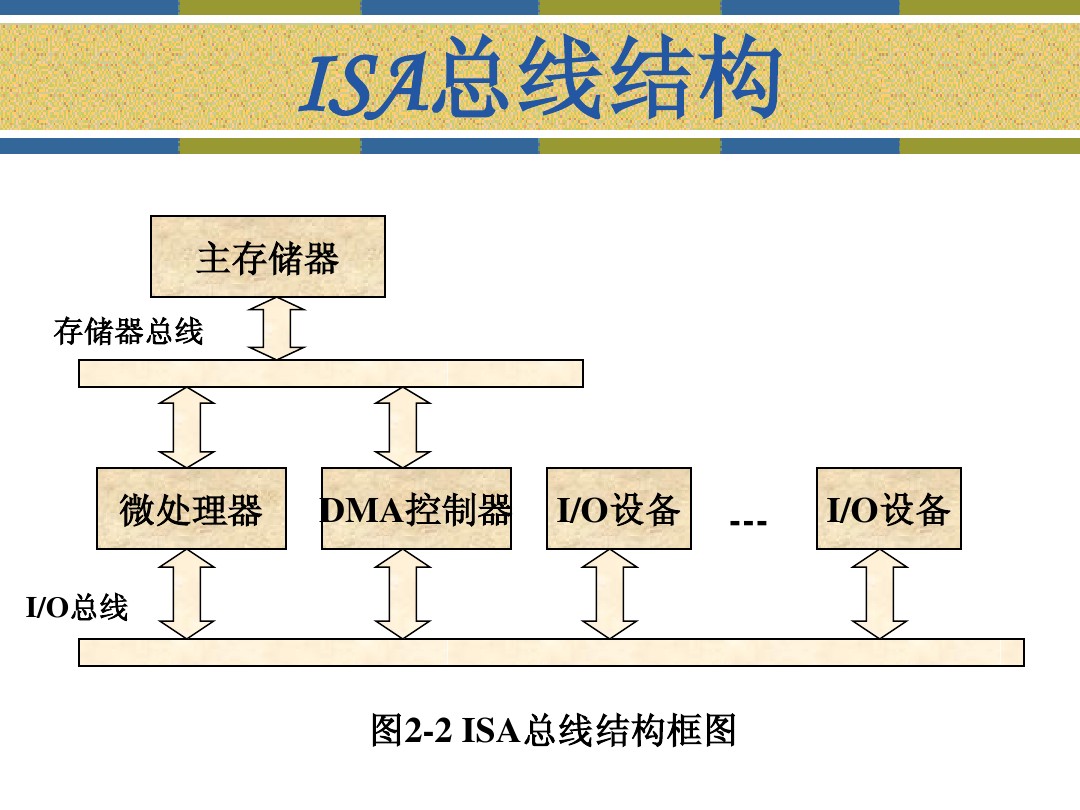 ISA总线结构
主存储器
存储器总线
微处理器
DMA控制器
I/O设备
---
I/O设备
I/O总线
图2-2 ISA总线结构框图